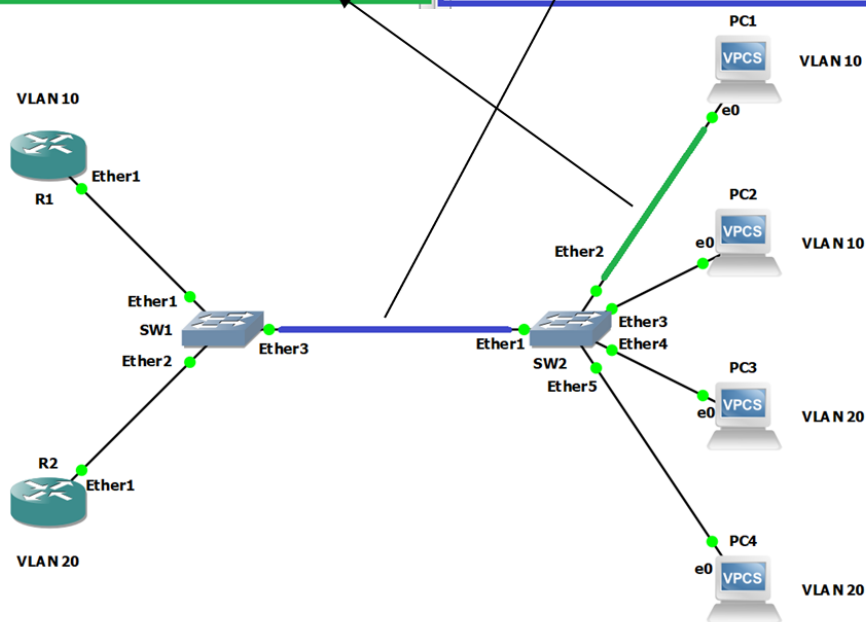 PC1
VPCS
VLAN 10
e0
VLAN 10
Ether1
R1
PC2
VPCS
e0
VLAN 10
Ether2
Ether1
SW1
Ether3
Ether2
Ether1
Ether3
Ether4
SW2
Ether5
PC3
VPCS
e0
VLAN 20
R2
Ether1
VLAN 20
PC4
e0
VPCS
VLAN 20